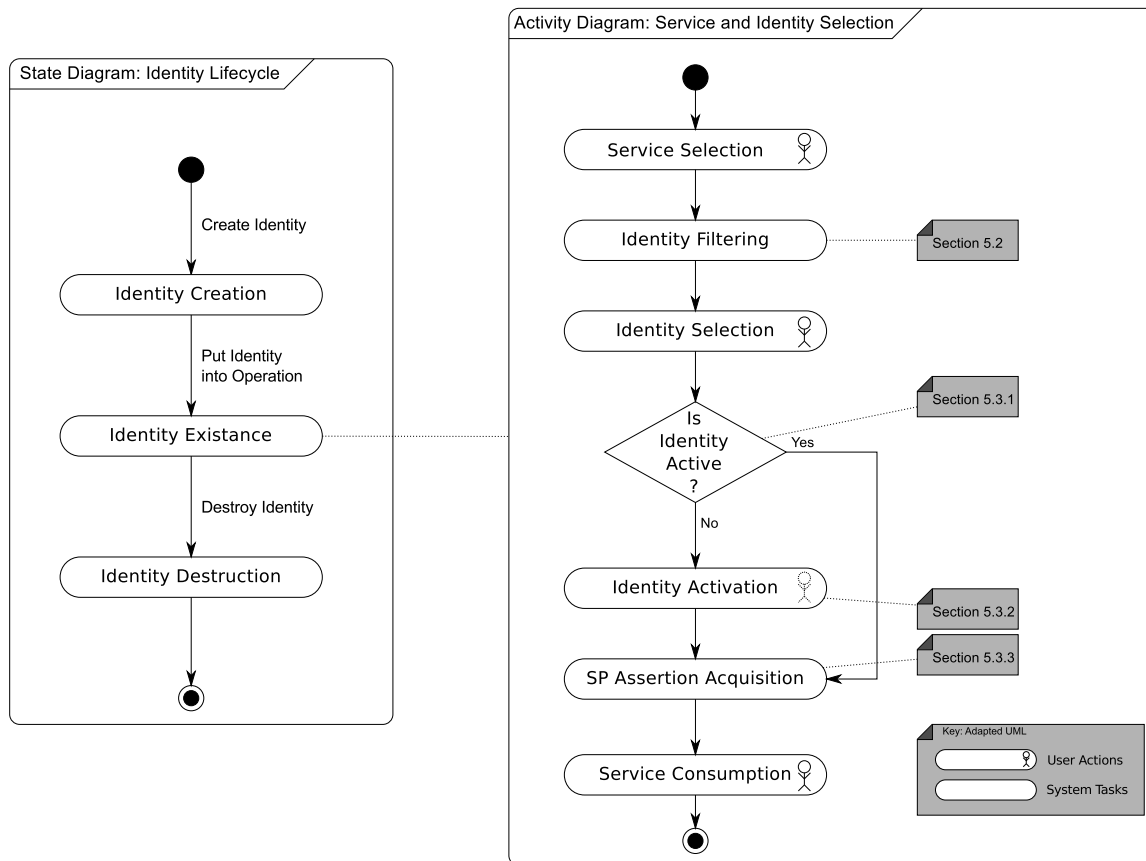 State Diagram: Identity Lifecycle
Create Identity
Identity Creation
Put Identity
into Operation
Identity Existance
Destroy Identity
Identity Destruction
Activity Diagram: Service and Identity Selection
Service Selection
Identity Filtering
Section 5.2
Identity Selection
Section 5.3.1
Is
Identity
Active
?
Yes
No
Identity Activation
Section 5.3.2
Section 5.3.3
SP Assertion Acquisition
Service Consumption
Key: Adapted UML
User Actions
System Tasks